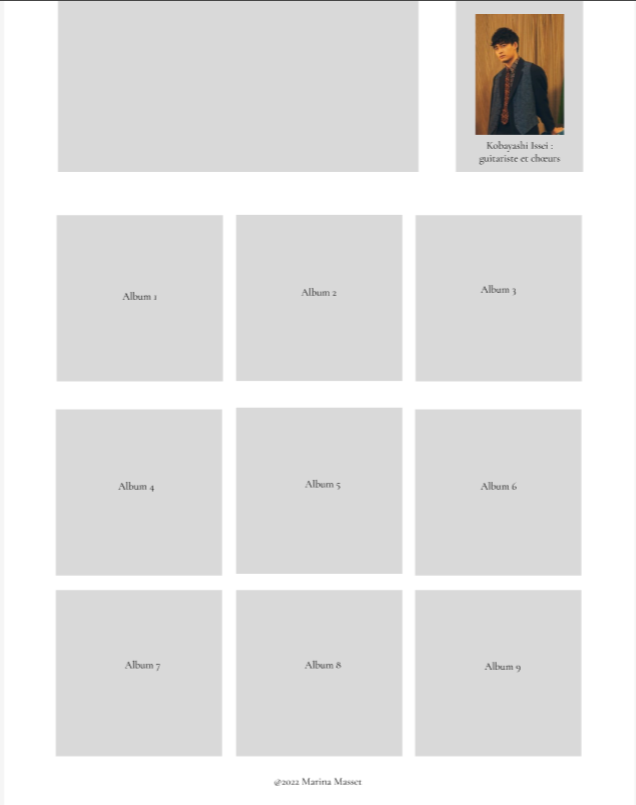 Kobayashi Issei :
guitariste et chœurs
Album 1
Album 2
Album 3
Album 4
Album 5
Album 6
Album 7
Album 8
Album 9
@2022 Marina Masset